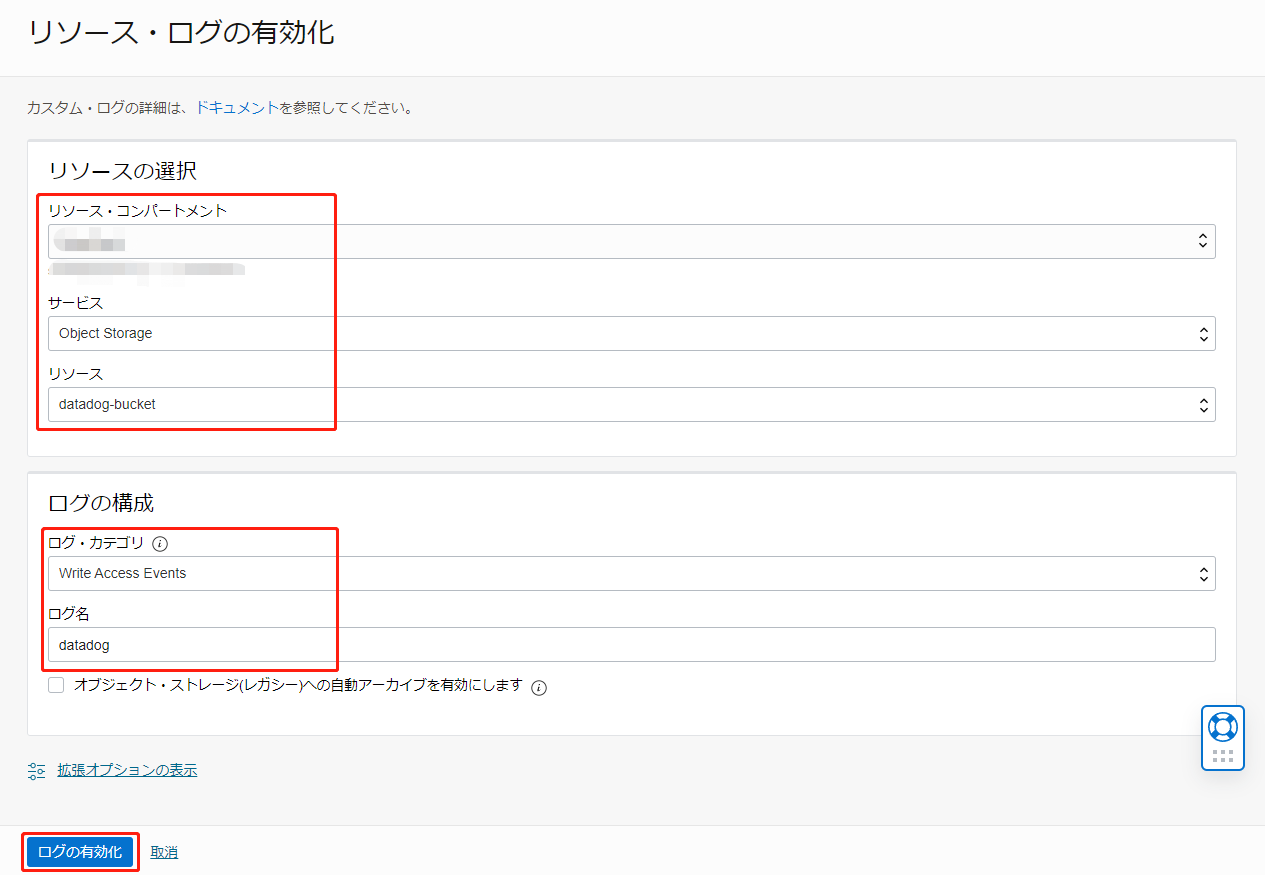 リソース・ログの有効化
カスタム・ログの詳細は、ドキュメントを参照してください。
リソースの選択
リソース・コンパートメント
サービス
Object Storage
リソース
datadog-bucket
ログの構成
ログ・カテゴリ
Write Access Events
ログ名
datadog
オブジェクト・ストレージ(レガシー)への自動アーカイブを有効にします
拡張オプションの表示
ログの有効化 取消